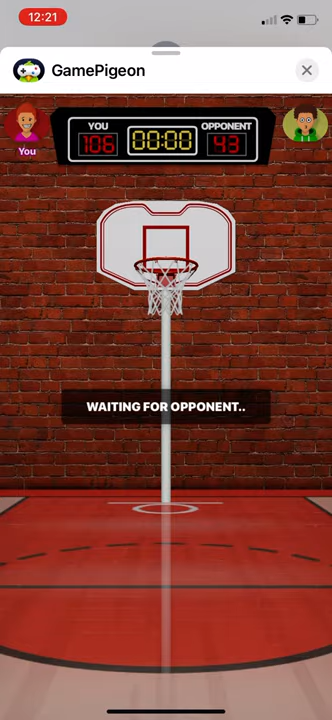 12:21
GamePigeon
YOU
OPPONENT
106
00:00
43
You
WAITING FOR OPPONENT..